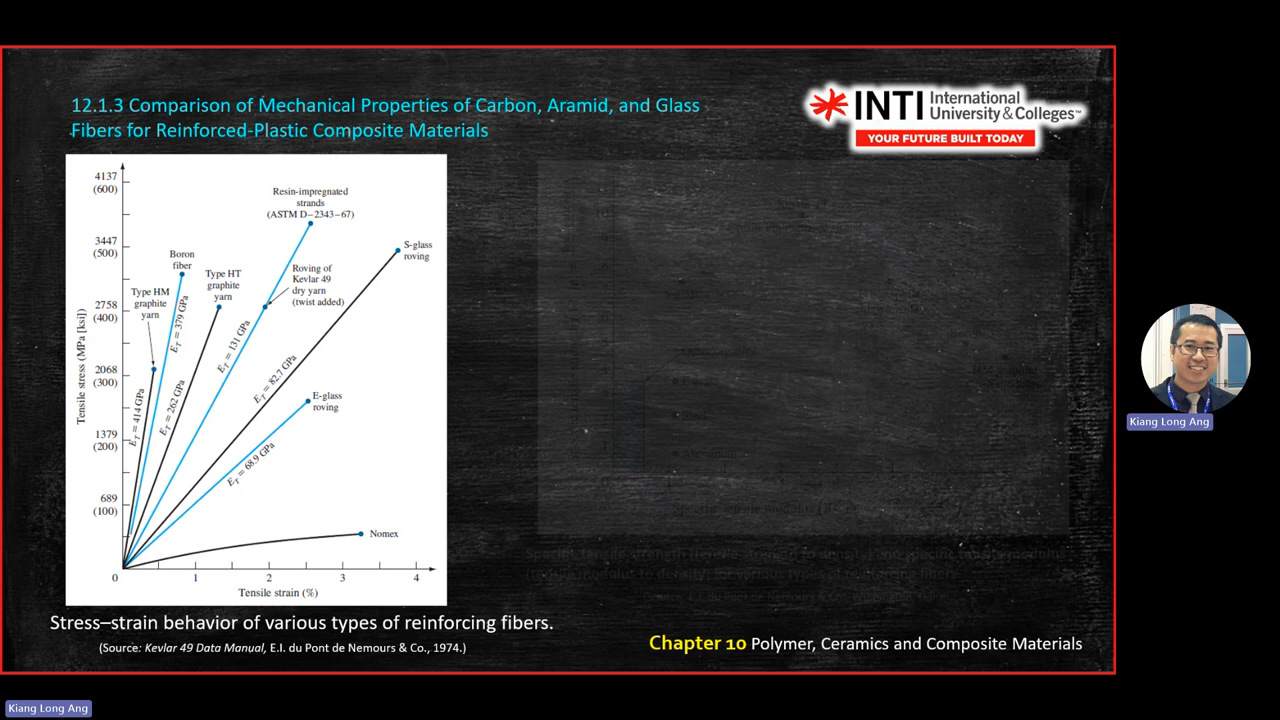 12.1.3 Comparison of Mechanical Properties of Carbon, Aramid, and Glass
Fibers for Reinforced-Plastic Composite Materials
INTI International
University & Colleges™
YOUR FUTURE BUILT TODAY
4137
(600)
3447
(500)
2758
(400)
2068
(300)
1379
(200)
689
(100)
Tensile stress (MPa [ksi])
Resin-impregnated
strands
(ASTM D–2343–67)
S-glass
roving
Boron
fiber
Type HT
graphite
yarn
Roving of
Kevlar 49
dry yarn
(twist added)
Type HM
graphite
yarn
E-glass
roving
Nomex
E_T = 414 GPa
E_T = 379 GPa
E_T = 262 GPa
E_T = 131 GPa
E_T = 82.7 GPa
E_T = 68.9 GPa
0 1 2 3 4
Tensile strain (%)
Stress–strain behavior of various types of reinforcing fibers.
(Source: Kevlar 49 Data Manual, E.I. du Pont de Nemours & Co., 1974.)
Chapter 10 Polymer, Ceramics and Composite Materials
Kiang Long Ang
Kiang Long Ang